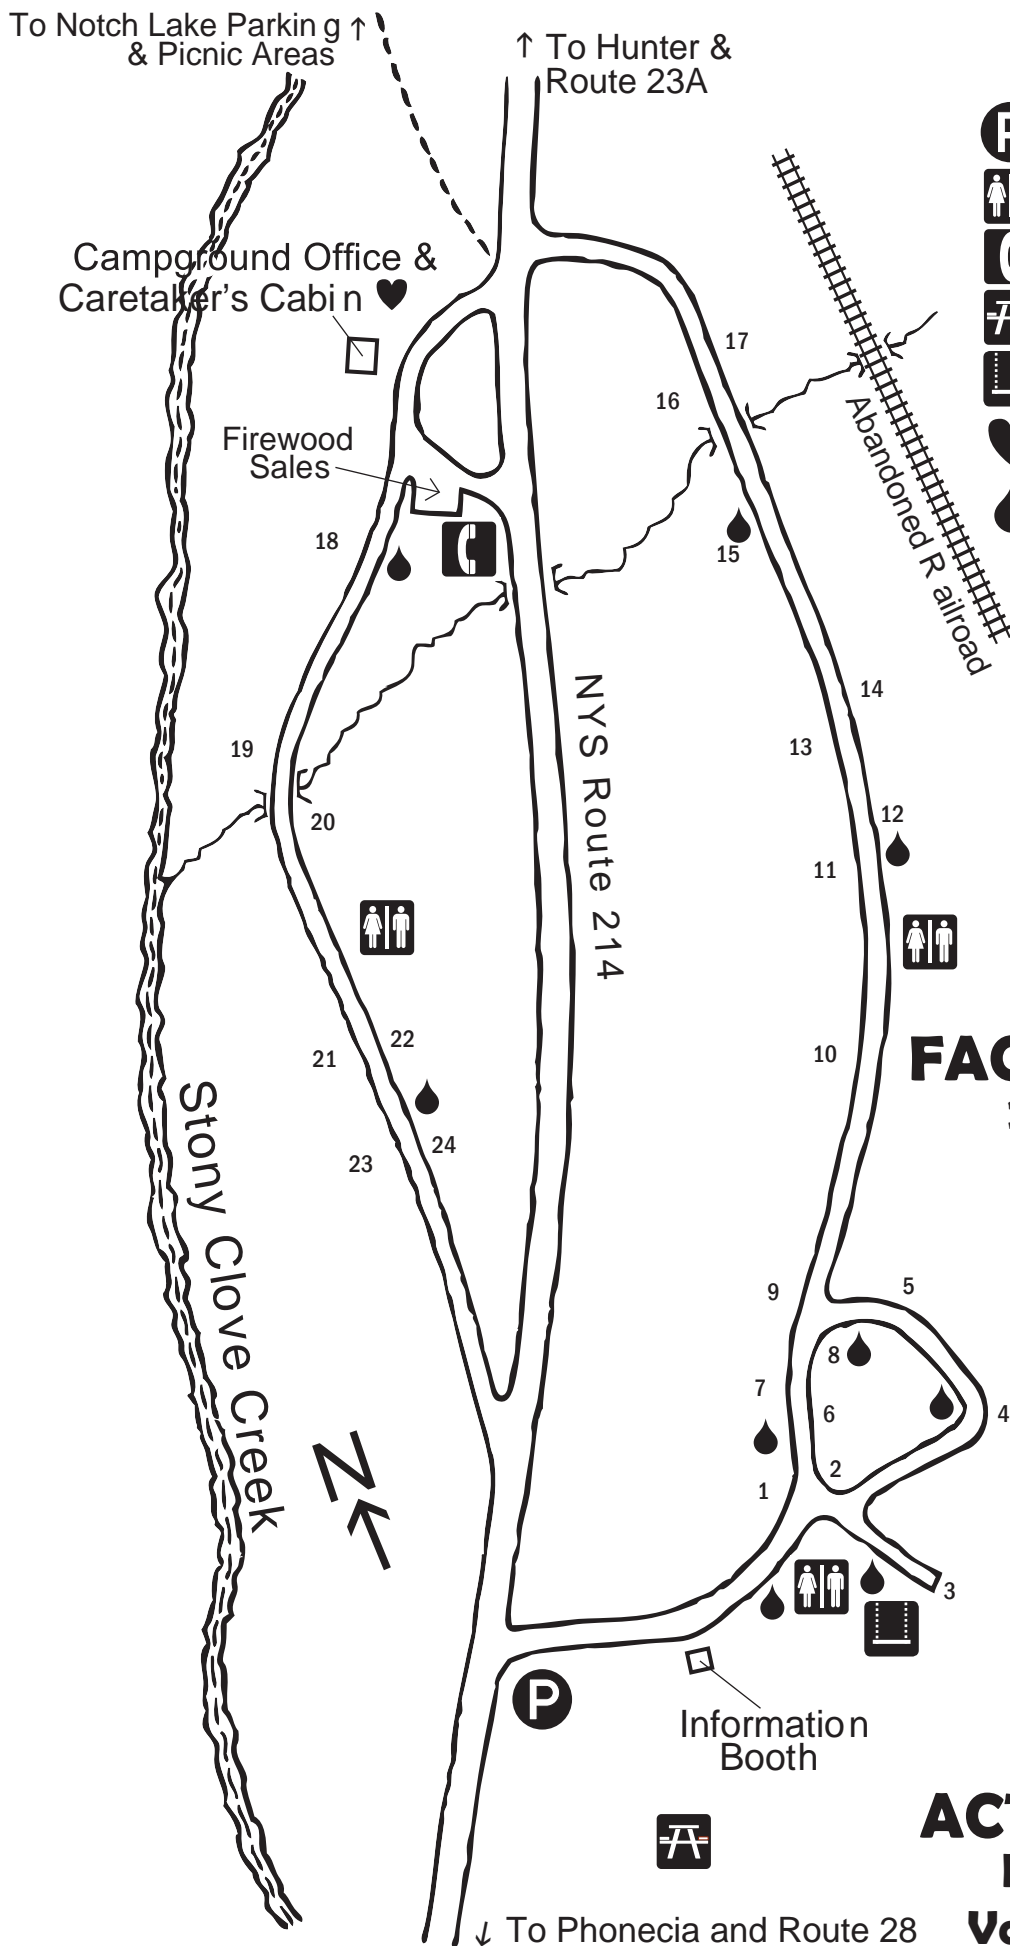 To Notch Lake Parking ↑
& Picnic Areas
↑ To Hunter &
Route 23A
Campground Office &
Caretaker's Cabin
17
16
Abandoned Railroad
Firewood
Sales
18
15
NYS Route 214
14
13
19
12
20
11
22
10
21
24
23
Stony Clove Creek
9
5
8
7
6
4
2
1
N
3
P
Information
Booth
↓ To Phonecia and Route 28